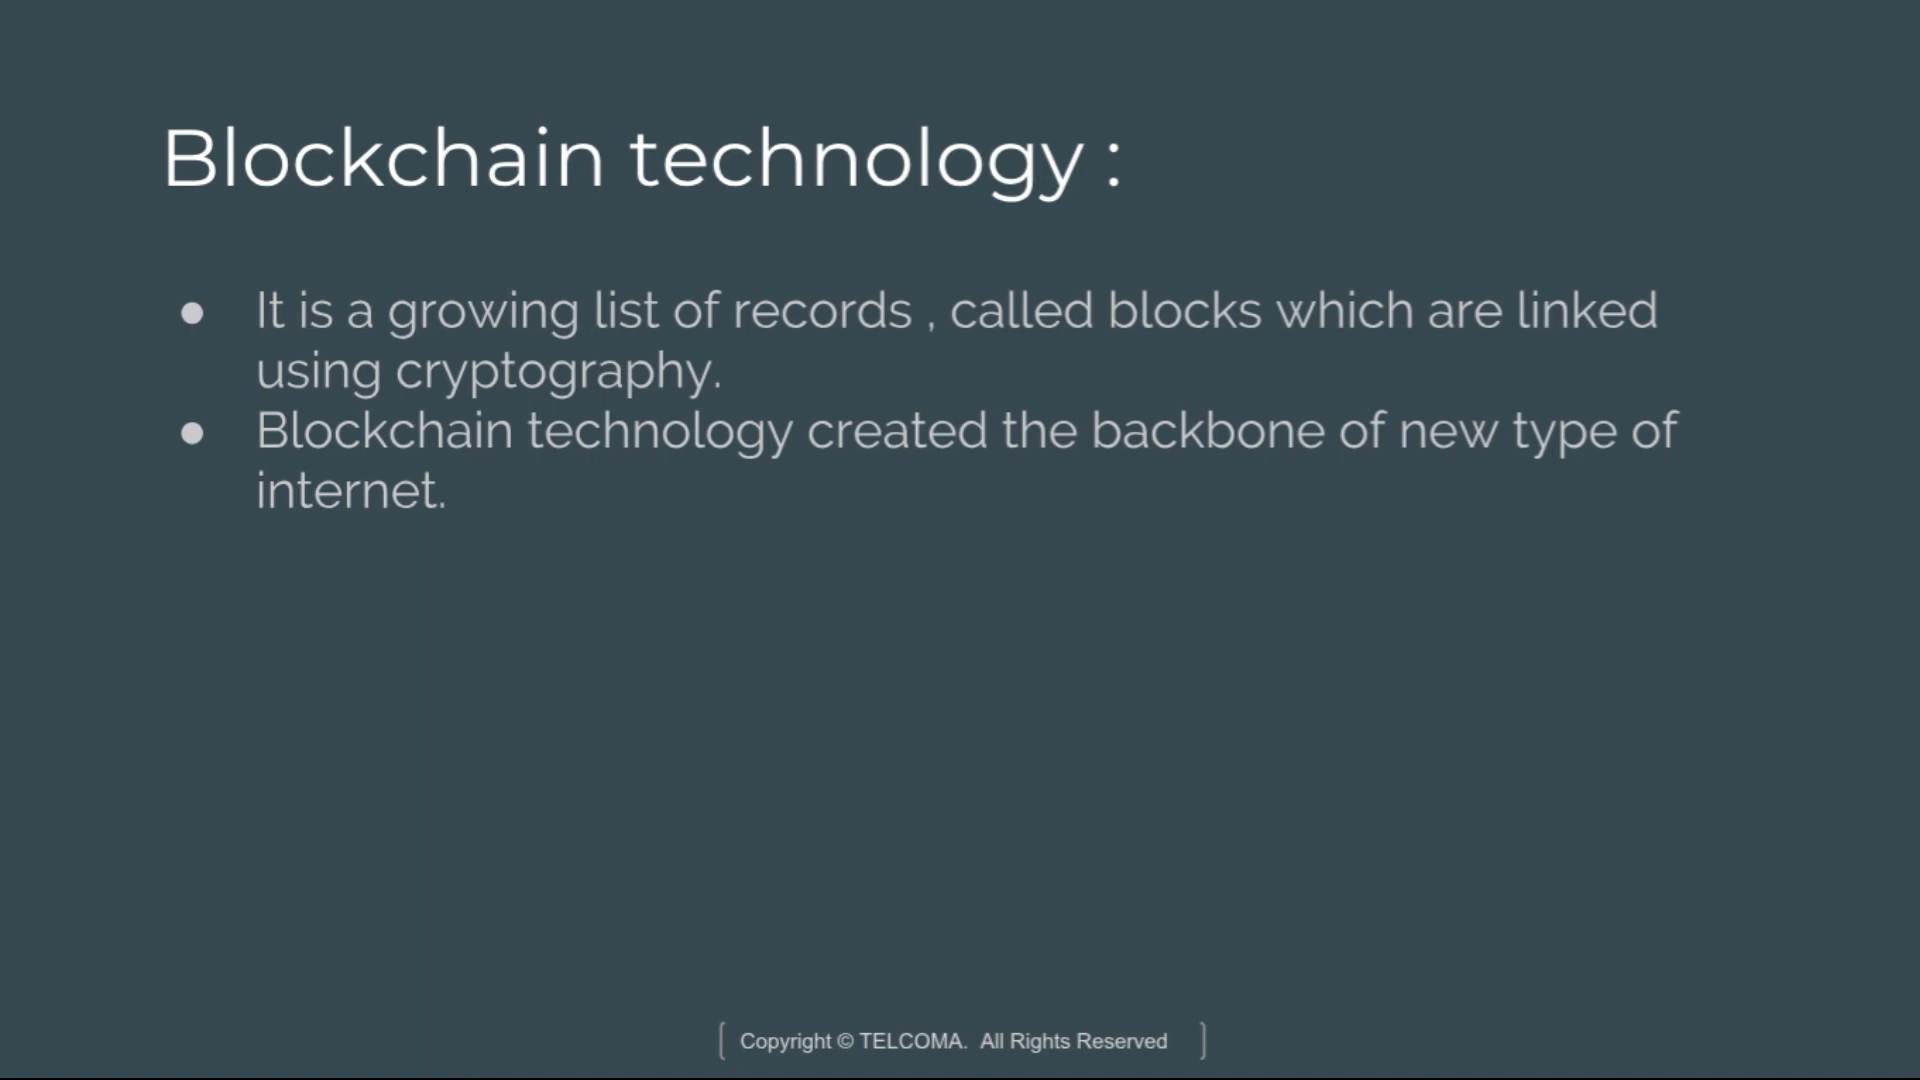 Blockchain technology :
● It is a growing list of records , called blocks which are linked
using cryptography.
● Blockchain technology created the backbone of new type of
internet.
Copyright © TELCOMA. All Rights Reserved